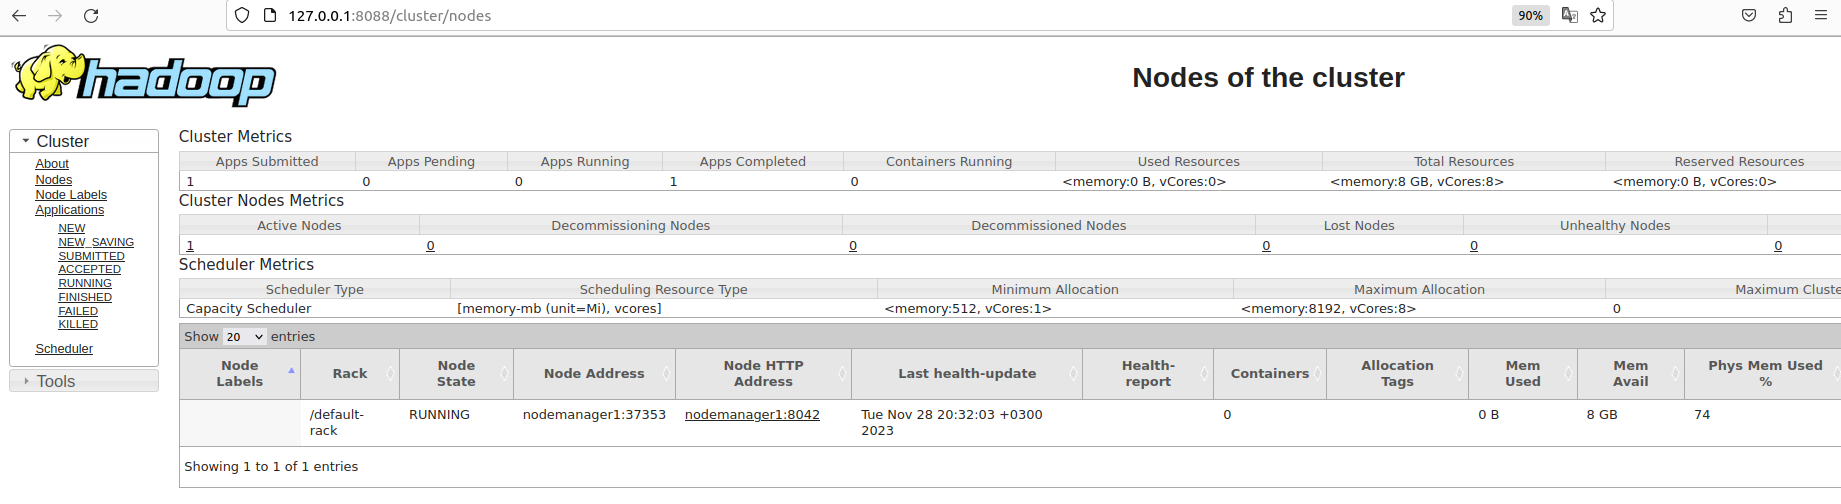 127.0.0.1:8088/cluster/nodes
90%
hadoop
Nodes of the cluster
Cluster
About
Nodes
Node Labels
Applications
NEW
NEW_SAVING
SUBMITTED
ACCEPTED
RUNNING
FINISHED
FAILED
KILLED
Scheduler
Tools
Cluster Metrics
Apps Submitted Apps Pending Apps Running Apps Completed Containers Running Used Resources Total Resources Reserved Resources
1 0 0 1 0 <memory:0 B, vCores:0> <memory:8 GB, vCores:8> <memory:0 B, vCores:0>
Cluster Nodes Metrics
Active Nodes Decommissioning Nodes Decommissioned Nodes Lost Nodes Unhealthy Nodes
1 0 0 0 0 0
Scheduler Metrics
Scheduler Type Scheduling Resource Type Minimum Allocation Maximum Allocation Maximum Cluste
Capacity Scheduler [memory-mb (unit=Mi), vcores] <memory:512, vCores:1> <memory:8192, vCores:8> 0
Show 20 entries
Node Labels Rack Node State Node Address Node HTTP Address Last health-update Health-report Containers Allocation Tags Mem Used Mem Avail Phys Mem Used %
/default-rack RUNNING nodemanager1:37353 nodemanager1:8042 Tue Nov 28 20:32:03 +0300 2023 0 0 B 8 GB 74
Showing 1 to 1 of 1 entries